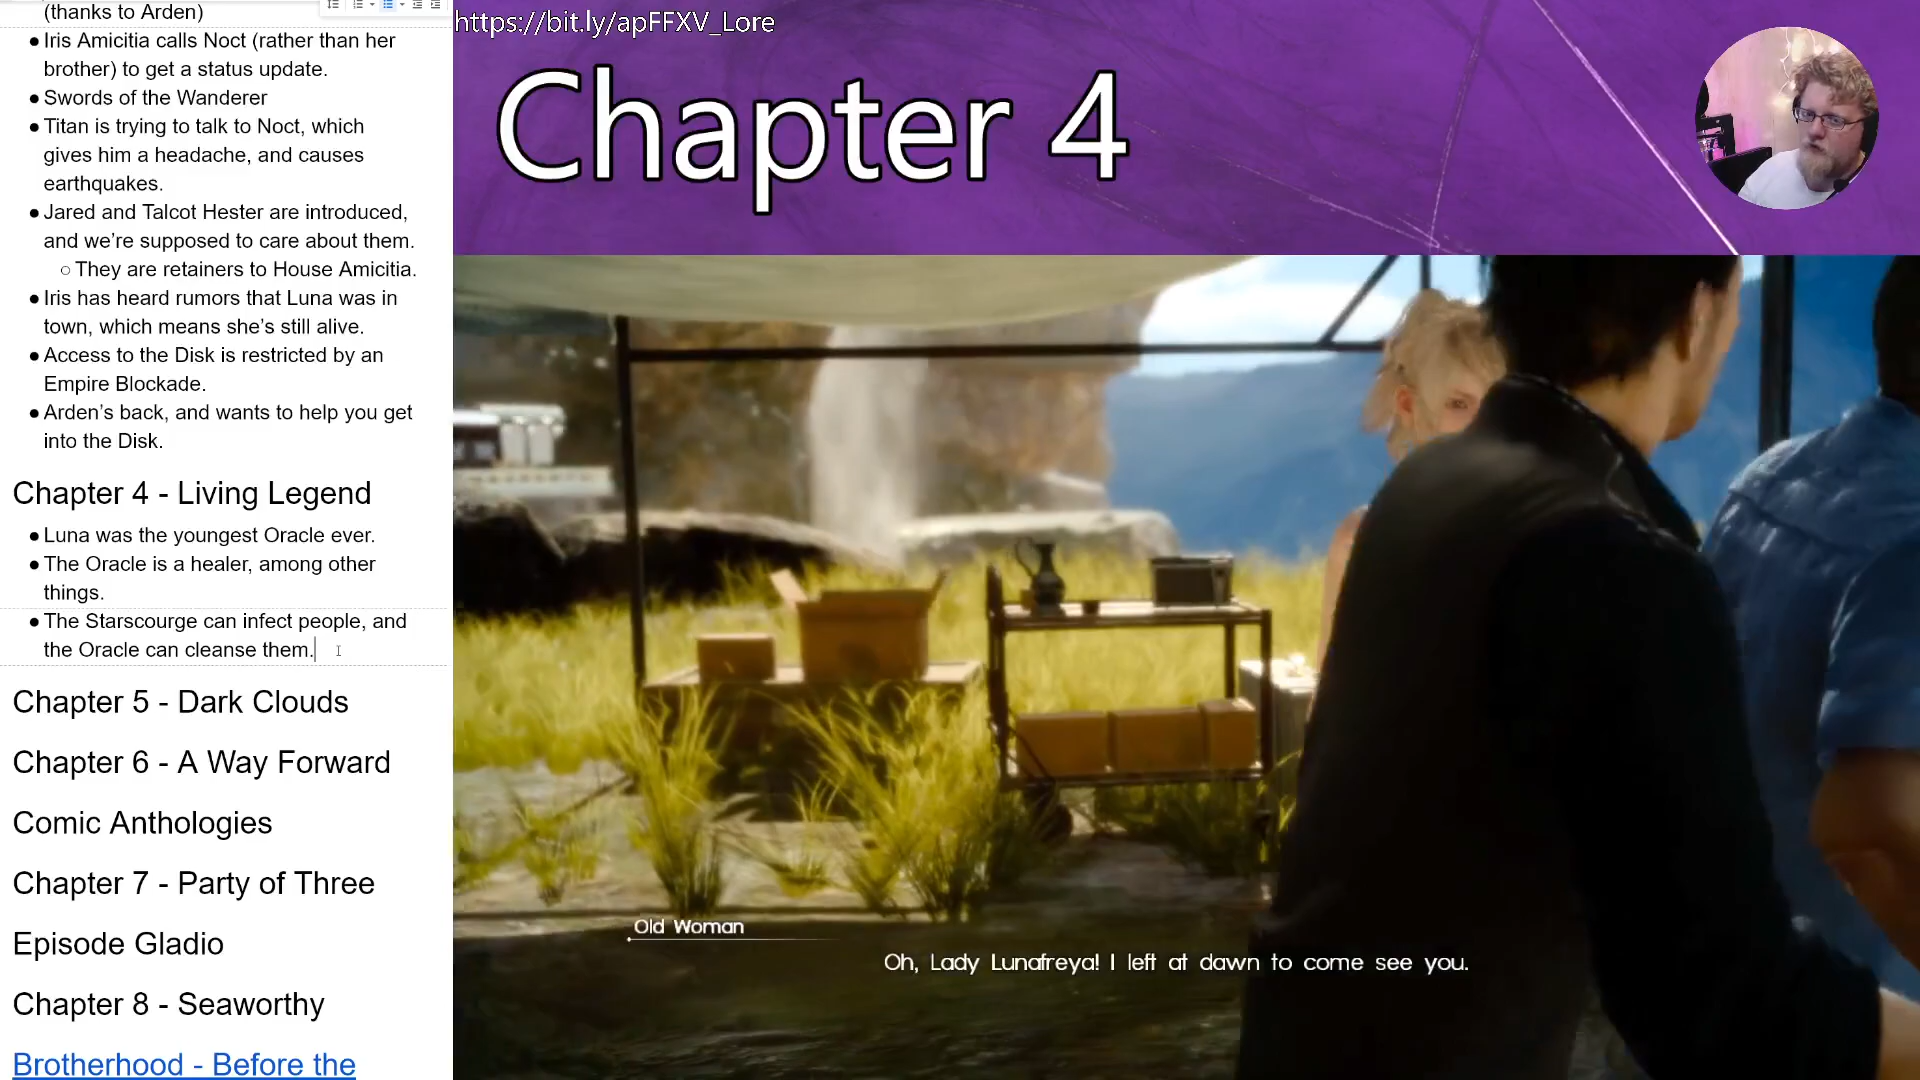 (thanks to Arden)
● Iris Amicitia calls Noct (rather than her
brother) to get a status update.
● Swords of the Wanderer
● Titan is trying to talk to Noct, which
gives him a headache, and causes
earthquakes.
● Jared and Talcot Hester are introduced,
and we’re supposed to care about them.
○ They are retainers to House Amicitia.
● Iris has heard rumors that Luna was in
town, which means she’s still alive.
● Access to the Disk is restricted by an
Empire Blockade.
● Arden’s back, and wants to help you get
into the Disk.
Chapter 4 - Living Legend
● Luna was the youngest Oracle ever.
● The Oracle is a healer, among other
things.
● The Starscourge can infect people, and
the Oracle can cleanse them.
Chapter 5 - Dark Clouds
Chapter 6 - A Way Forward
Comic Anthologies
Chapter 7 - Party of Three
Episode Gladio
Chapter 8 - Seaworthy
Brotherhood - Before the
https://bit.ly/apFFXV_Lore
Chapter 4
Old Woman
Oh, Lady Lunafreya! I left at dawn to come see you.